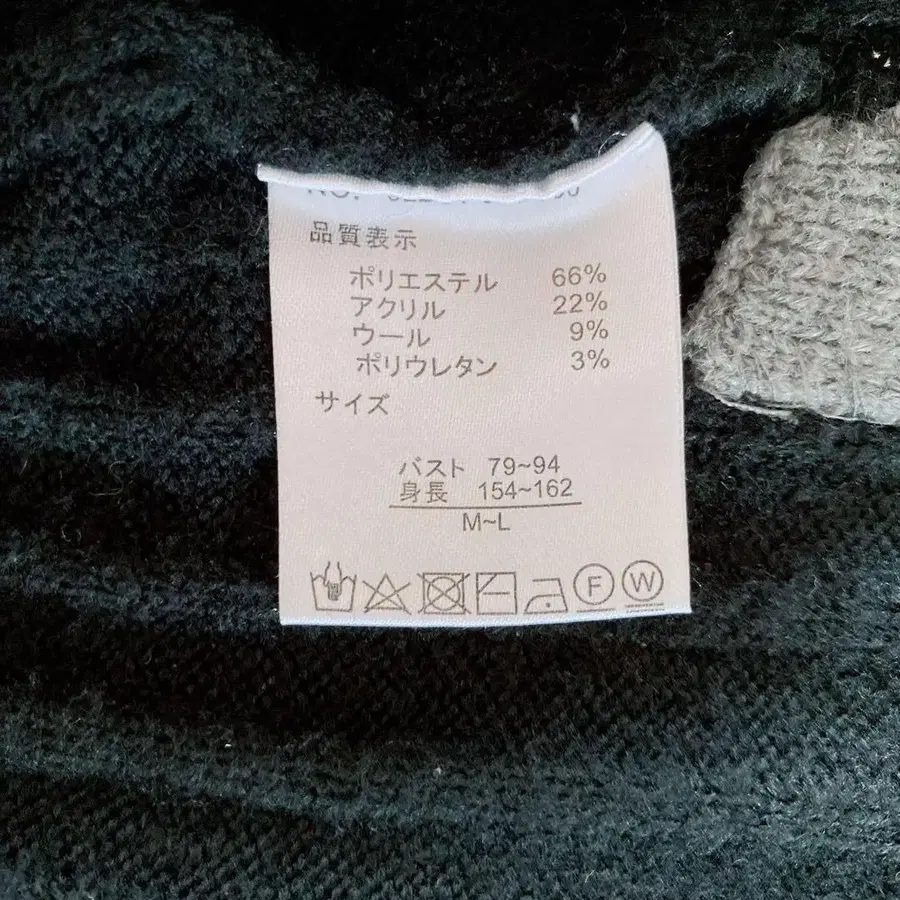 品質表示
ポリエステル 66%
アクリル 22%
ウール 9%
ポリウレタン 3%
サイズ
バスト 79~94
身長 154~162
M~L
F W